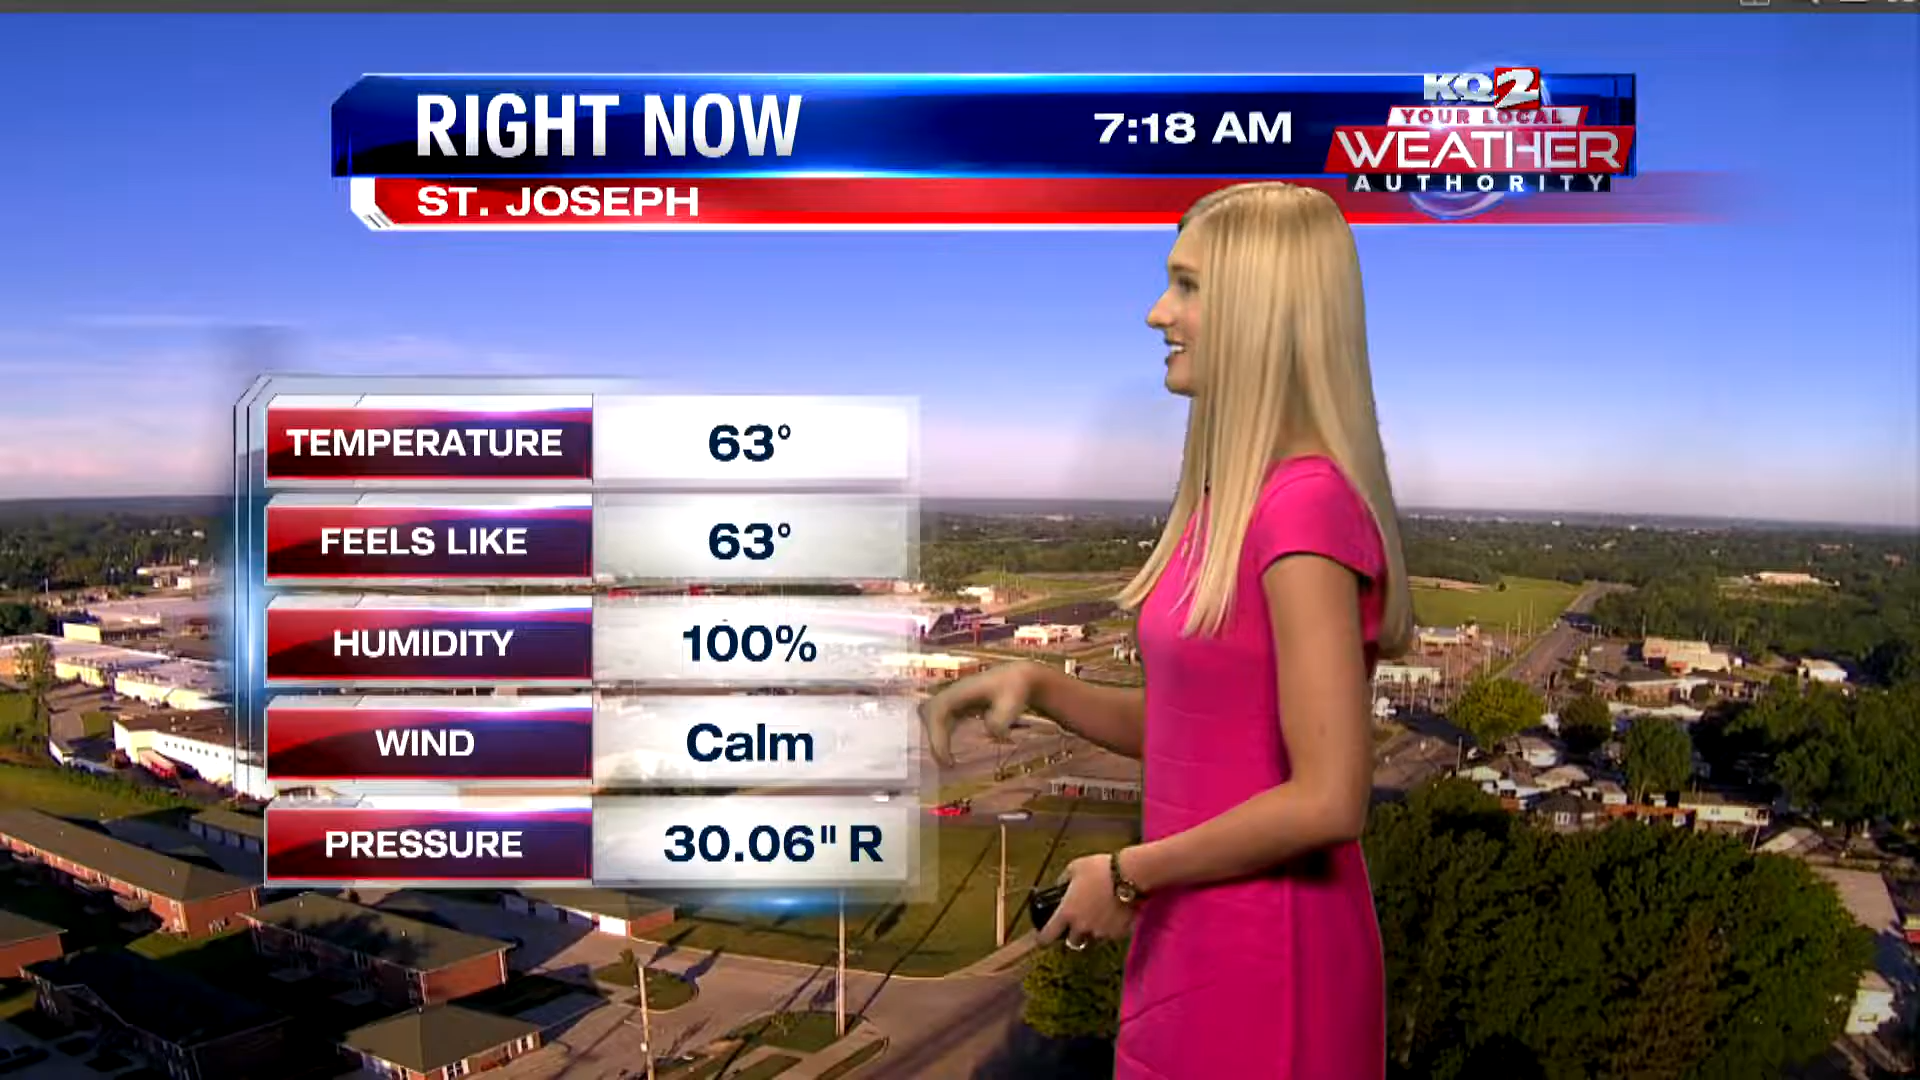 RIGHT NOW
7:18 AM
KQ2
YOUR LOCAL
WEATHER
AUTHORITY
ST. JOSEPH
TEMPERATURE 63°
FEELS LIKE 63°
HUMIDITY 100%
WIND Calm
PRESSURE 30.06" R